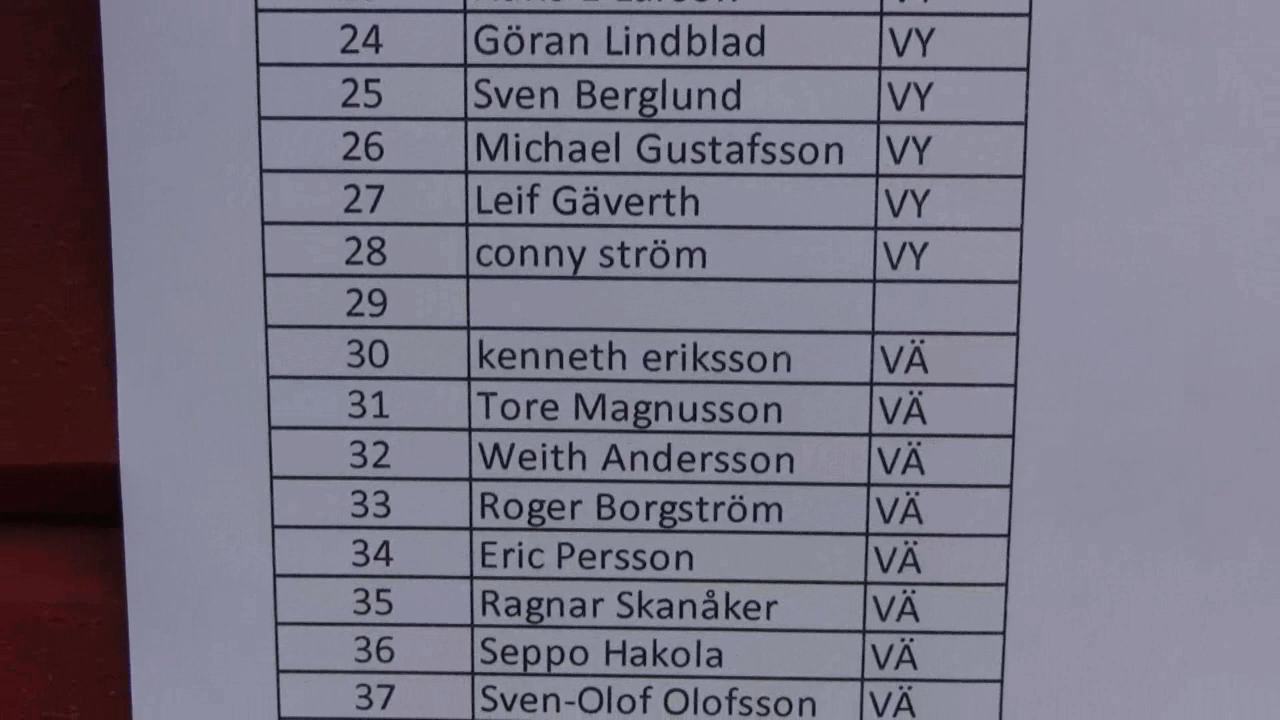 24 Göran Lindblad VY
25 Sven Berglund VY
26 Michael Gustafsson VY
27 Leif Gäverth VY
28 conny ström VY
29
30 kenneth eriksson VÄ
31 Tore Magnusson VÄ
32 Weith Andersson VÄ
33 Roger Borgström VÄ
34 Eric Persson VÄ
35 Ragnar Skanåker VÄ
36 Seppo Hakola VÄ
37 Sven-Olof Olofsson VÄ